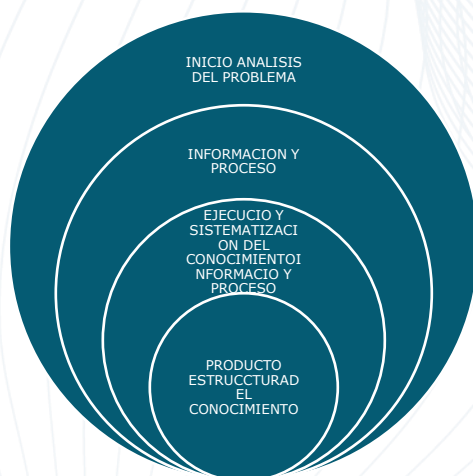 INICIO ANALISIS
DEL PROBLEMA
INFORMACION Y
PROCESO
EJECUCIO Y
SISTEMATIZACI
ON DEL
CONOCIMIENTOI
NFORMACIO Y
PROCESO
PRODUCTO
ESTRUCCTURAD
EL
CONOCIMIENTO